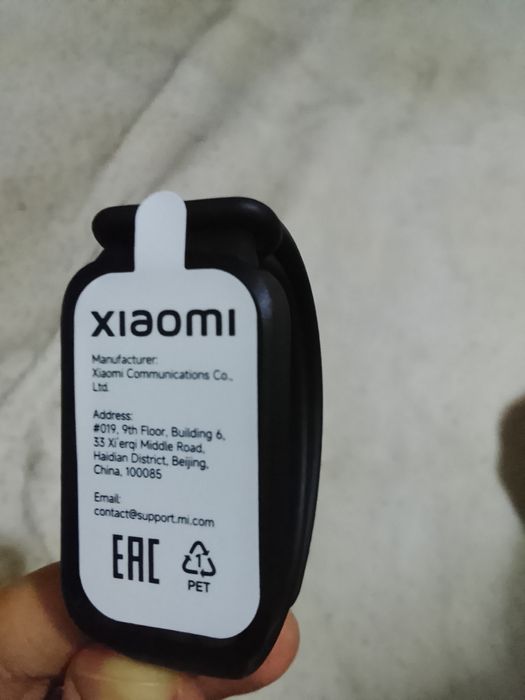 xiaomi
Manufacturer:
Xiaomi Communications Co.,
Ltd.
Address:
#019, 9th Floor, Building 6,
33 Xi'erqi Middle Road,
Haidian District, Beijing,
China, 100085
Email:
contact@support.mi.com
EAC
1
PET